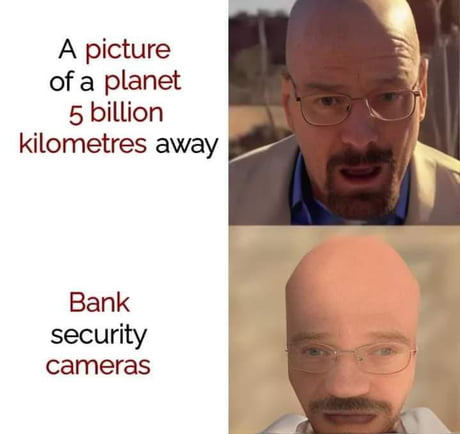 A picture
of a planet
5 billion
kilometres away
Bank
security
cameras